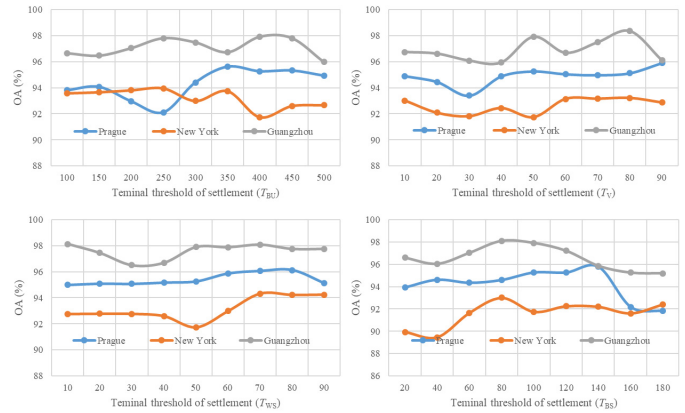 OA (%)
100
98
96
94
92
90
88
Prague New York Guangzhou
100 150 200 250 300 350 400 450 500
Teminal threshold of settlement (TBU)
OA (%)
100
98
96
94
92
90
88
Prague New York Guangzhou
10 20 30 40 50 60 70 80 90
Teminal threshold of settlement (TV)
OA (%)
100
98
96
94
92
90
88
Prague New York Guangzhou
10 20 30 40 50 60 70 80 90
Teminal threshold of settlement (TWS)
OA (%)
100
98
96
94
92
90
88
86
Prague New York Guangzhou
20 40 60 80 100 120 140 160 180
Teminal threshold of settlement (TBS)